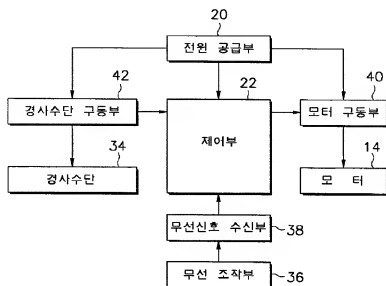 20
전원 공급부
42
22
40
경사수단 구동부
제어부
모터 구동부
34
14
경사수단
모 터
무선신호 수신부
38
무선 조작부
36